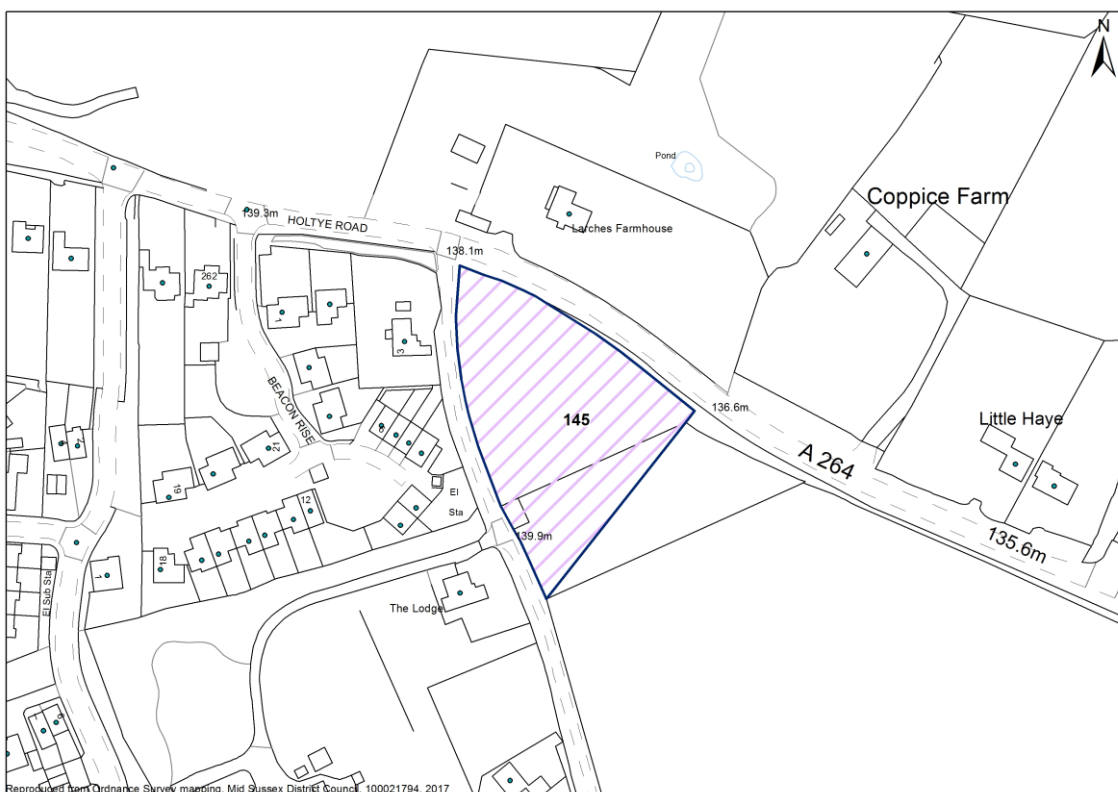 N
Pond
Coppice Farm
139.3m
HOLTYE ROAD
Larches Farmhouse
138.1m
262
1
3
BEACON RISE
145
136.6m
Little Haye
A 264
27
19
12
El
Sta
139.9m
135.6m
1
18
El Sub Sta
The Lodge
Reproduced from Ordnance Survey mapping. Mid Sussex District Council. 100021794. 2017